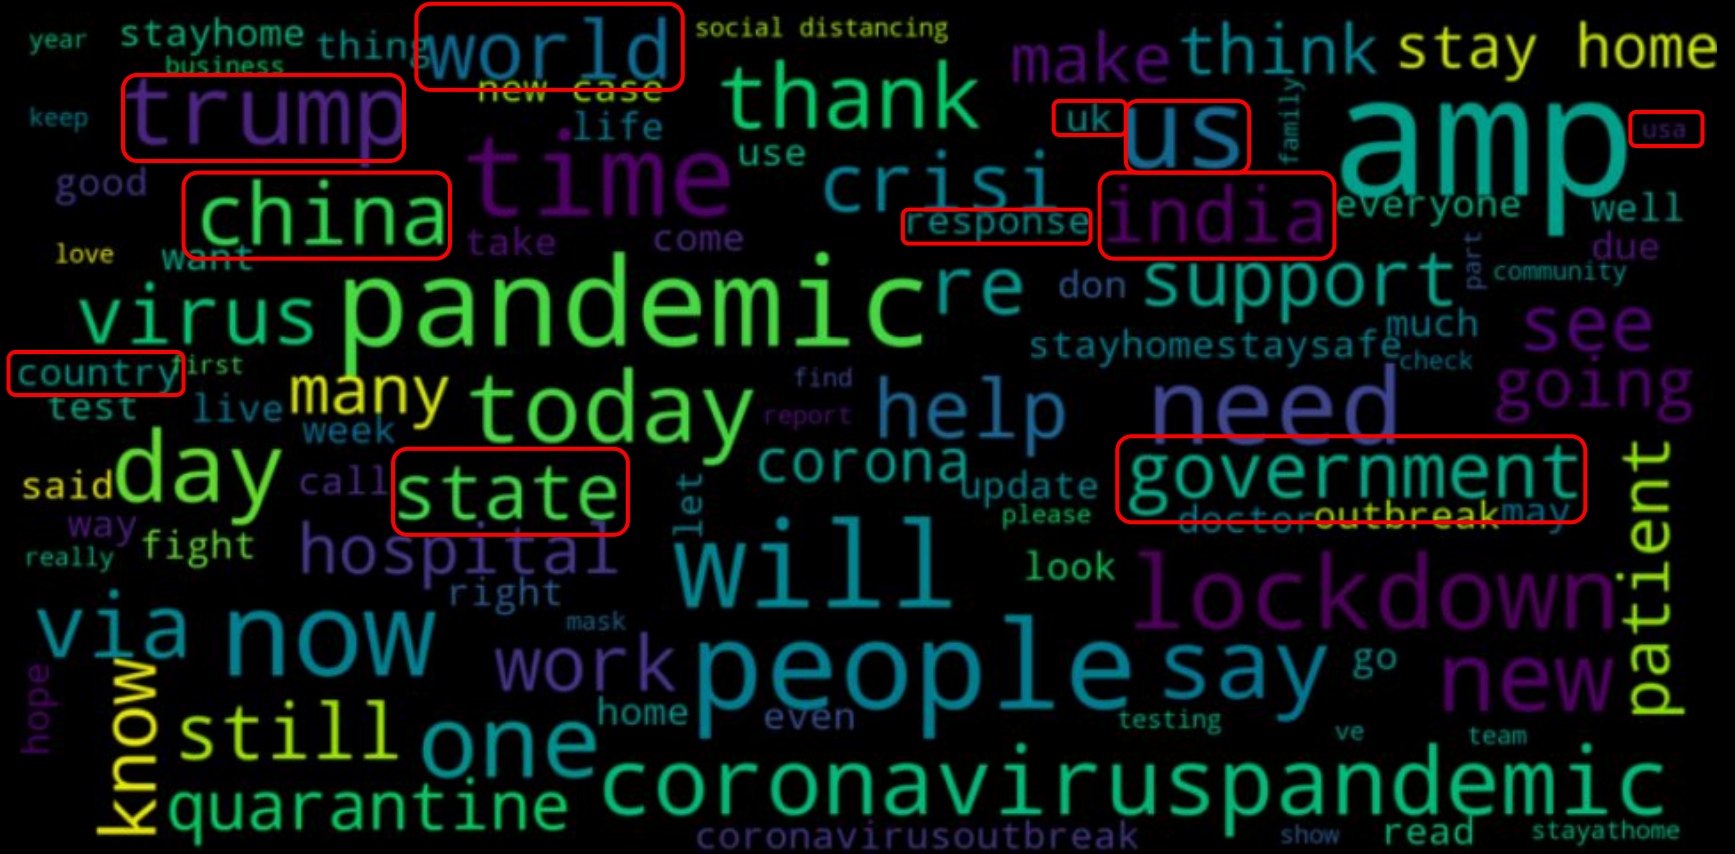 year stayhome thing world social distancing make think stay home
business
trump new case thank
keep life uk us family amp usa
good time use crisi
china take come response india everyone well
love want due
virus pandemic re don support part community
stayhomestaysafe much see
country first check
test live many today find help need going
week report
said day call state let corona update government patient
way please doctor outbreak may
really fight hospital will look lockdown
right
via now mask people say go new
hope know work
still one home even testing ve team
quarantine coronaviruspandemic
coronavirusoutbreak show read stayathome